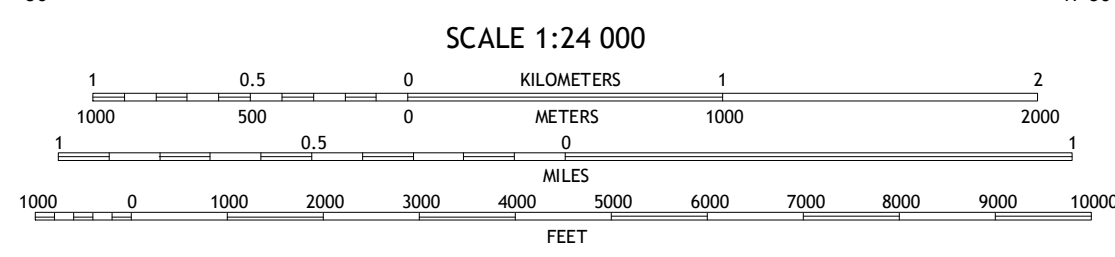 SCALE 1:24 000
1 0.5 0 KILOMETERS 1 2
1000 500 0 METERS 1000 2000
1 0.5 0 1
MILES
1000 0 1000 2000 3000 4000 5000 6000 7000 8000 9000 10000
FEET